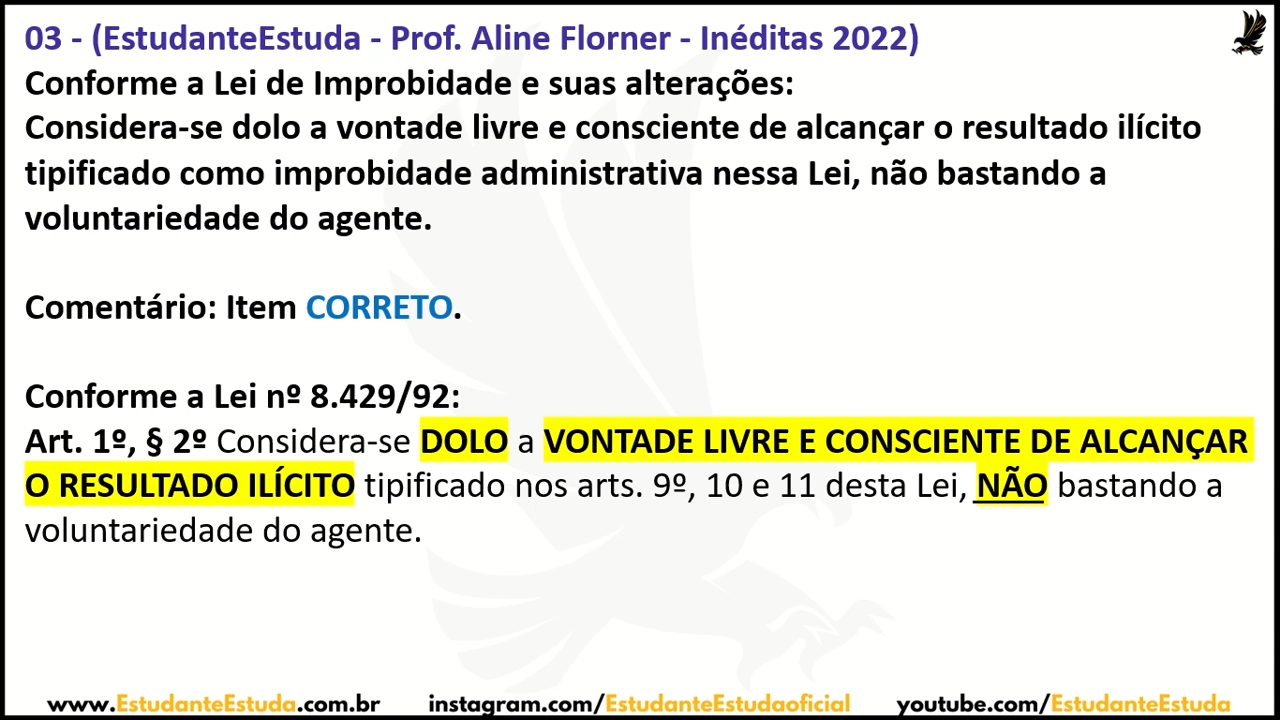 03 - (EstudanteEstuda - Prof. Aline Florner - Inéditas 2022)
Conforme a Lei de Improbidade e suas alterações:
Considera-se dolo a vontade livre e consciente de alcançar o resultado ilícito
tipificado como improbidade administrativa nessa Lei, não bastando a
voluntariedade do agente.
Comentário: Item CORRETO.
Conforme a Lei nº 8.429/92:
Art. 1º, § 2º Considera-se DOLO a VONTADE LIVRE E CONSCIENTE DE ALCANÇAR
O RESULTADO ILÍCITO tipificado nos arts. 9º, 10 e 11 desta Lei, NÃO bastando a
voluntariedade do agente.
www.EstudanteEstuda.com.br instagram.com/EstudanteEstudaoficial youtube.com/EstudanteEstuda